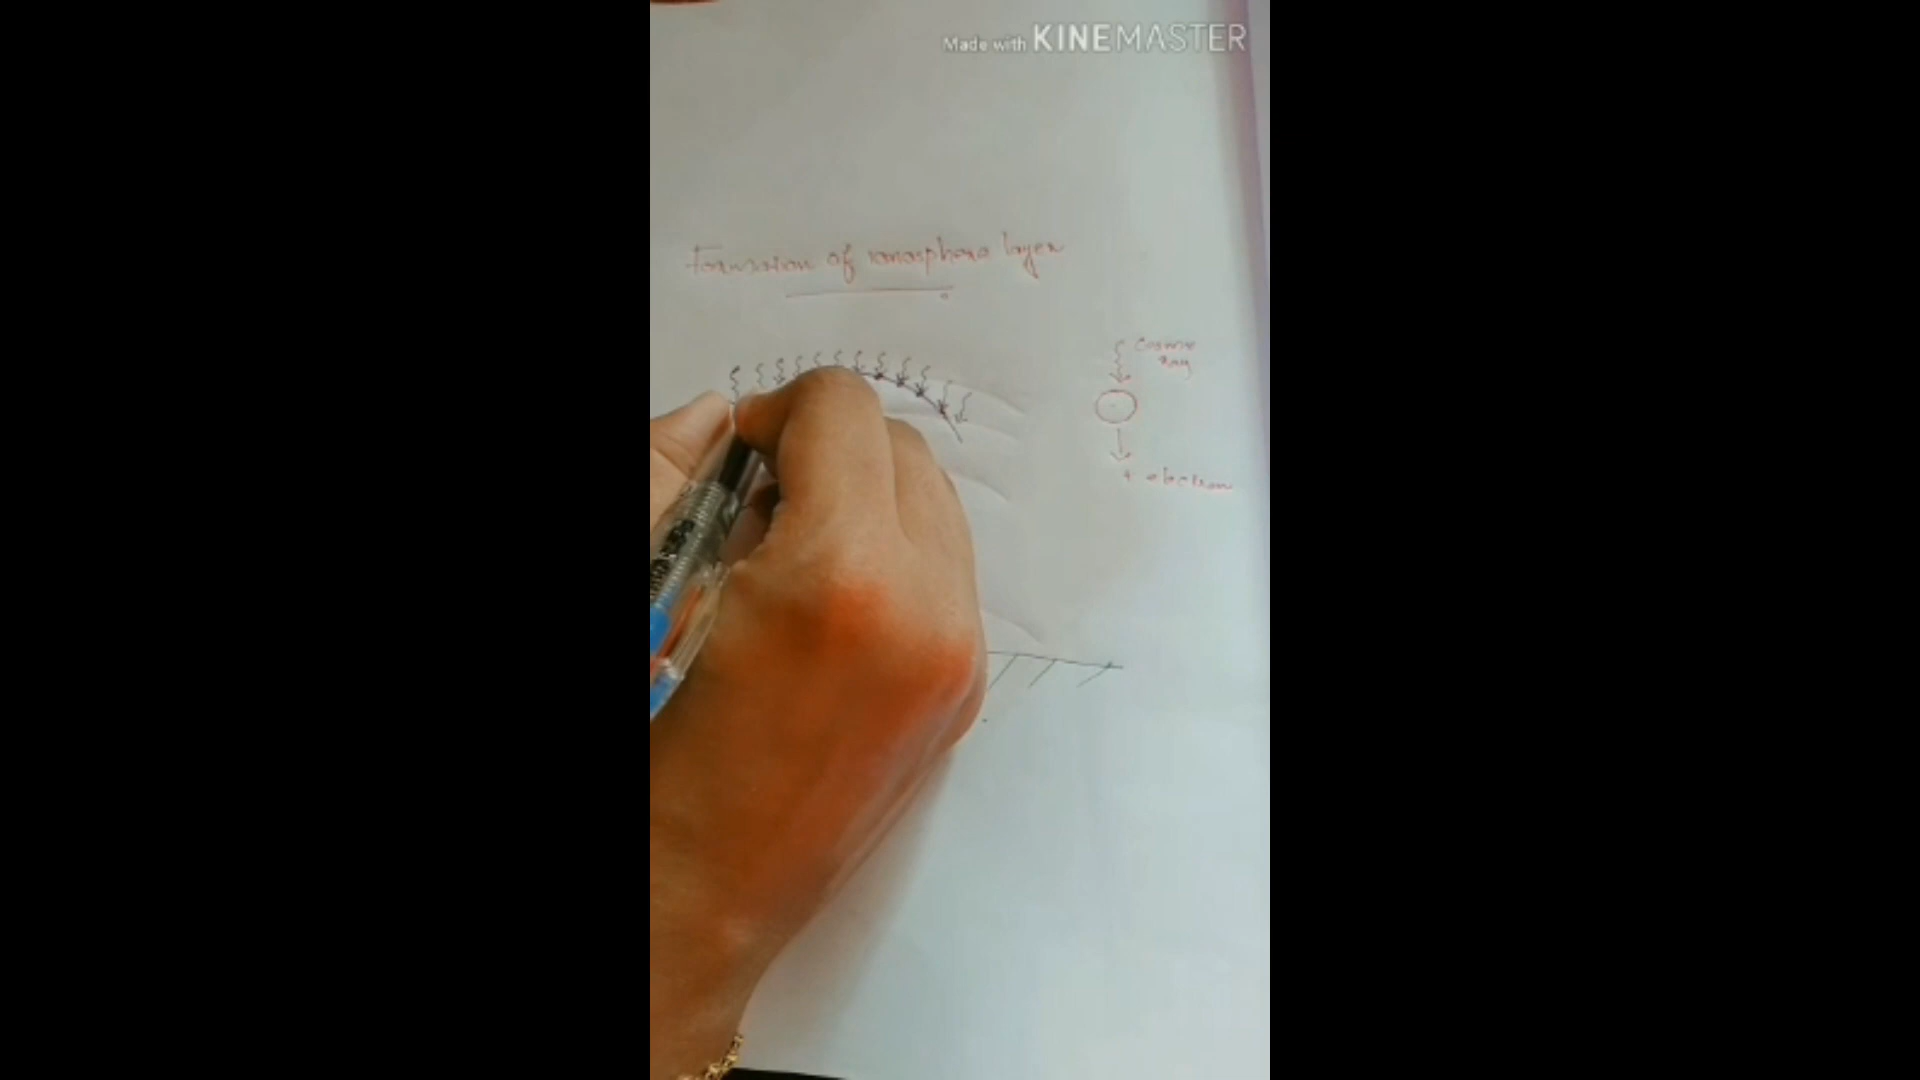 Made with KINEMASTER
Formation of ionosphere layer
Cosmic
Ray
+ electron